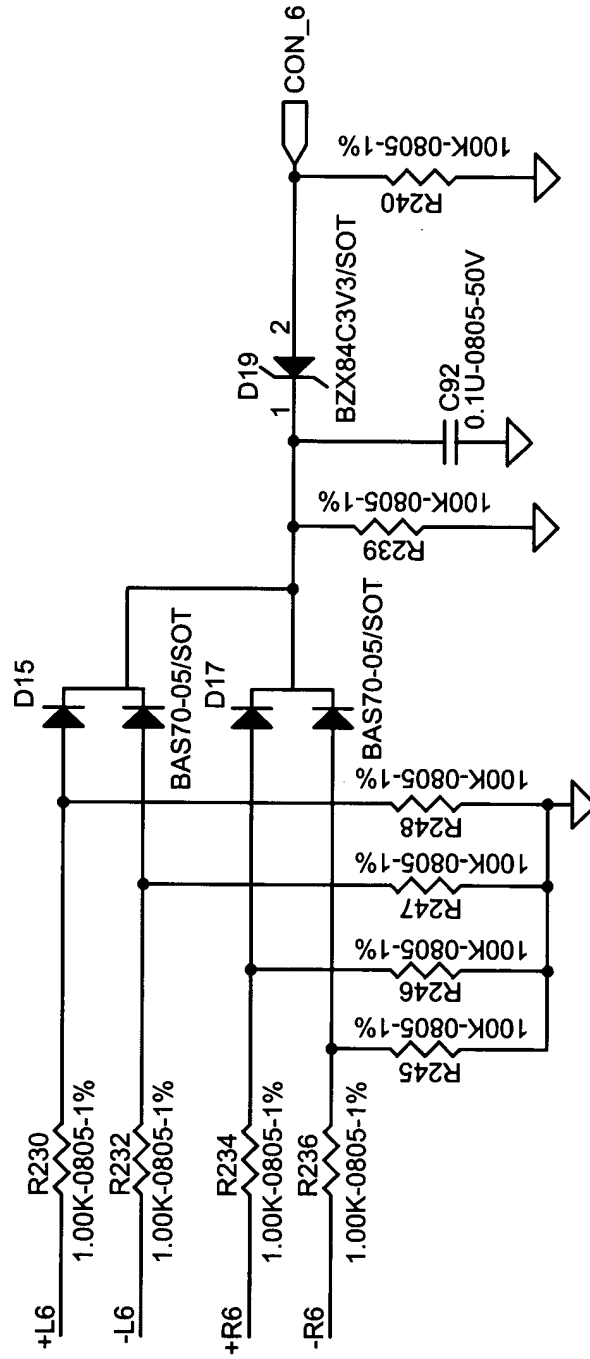 +L6
R230
1.00K-0805-1%
D15
-L6
R232
1.00K-0805-1%
BAS70-05/SOT
+R6
R234
1.00K-0805-1%
D17
-R6
R236
1.00K-0805-1%
BAS70-05/SOT
R245
100K-0805-1%
R246
100K-0805-1%
R247
100K-0805-1%
R248
100K-0805-1%
R239
100K-0805-1%
C92
0.1U-0805-50V
D19
1
2
BZX84C3V3/SOT
R240
100K-0805-1%
CON_6